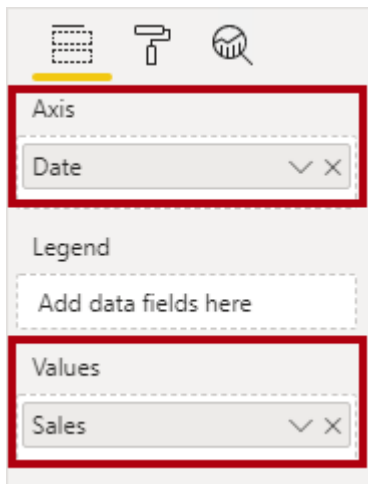 Axis
Date
Legend
Add data fields here
Values
Sales